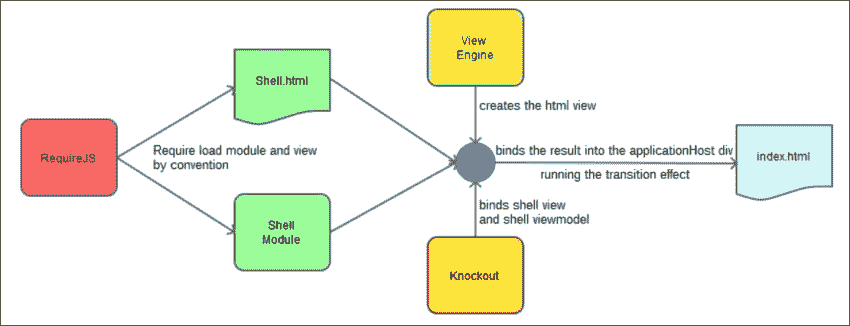 View
Engine
Shell.html
creates the html view
RequireJS
Require load module and view
by convention
binds the result into the applicationHost div
running the transition effect
index.html
Shell
Module
binds shell view
and shell viewmodel
Knockout